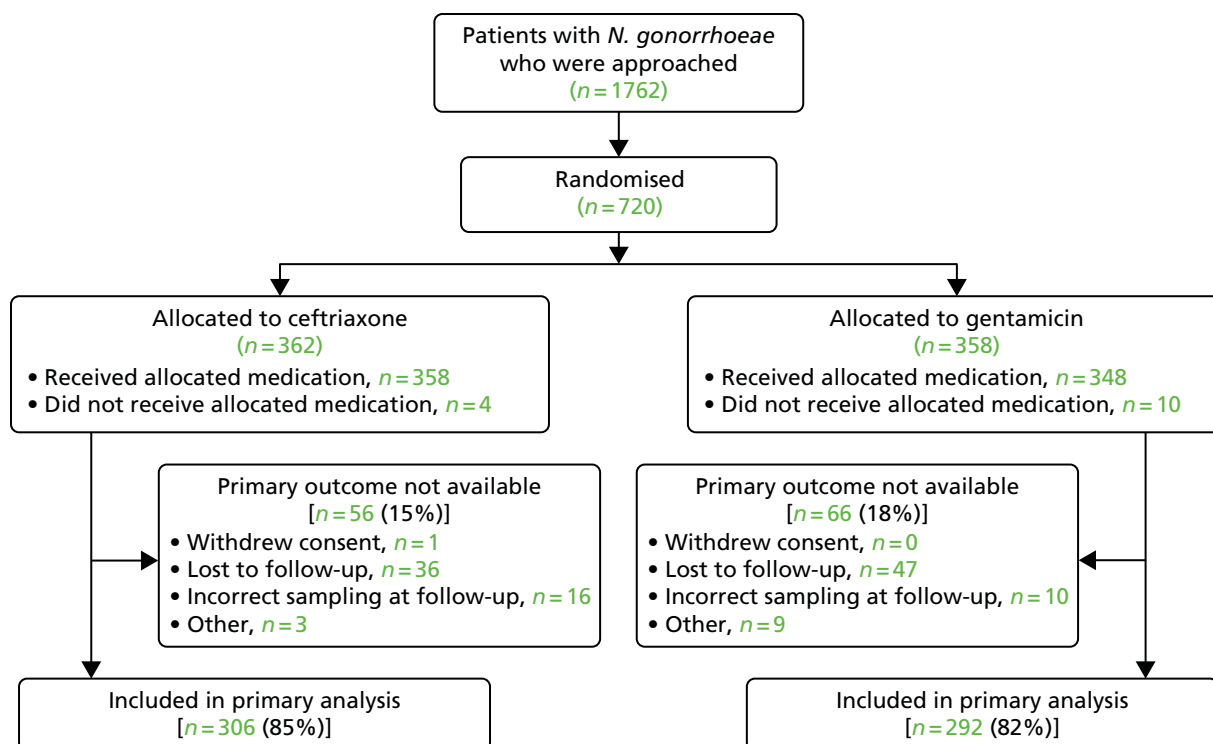 Patients with N. gonorrhoeae
who were approached
(n=1762)
Randomised
(n=720)
Allocated to ceftriaxone
(n=362)
• Received allocated medication, n=358
• Did not receive allocated medication, n=4
Allocated to gentamicin
(n=358)
• Received allocated medication, n=348
• Did not receive allocated medication, n=10
Primary outcome not available
[n=56 (15%)]
• Withdrew consent, n=1
• Lost to follow-up, n=36
• Incorrect sampling at follow-up, n=16
• Other, n=3
Primary outcome not available
[n=66 (18%)]
• Withdrew consent, n=0
• Lost to follow-up, n=47
• Incorrect sampling at follow-up, n=10
• Other, n=9
Included in primary analysis
[n=306 (85%)]
Included in primary analysis
[n=292 (82%)]